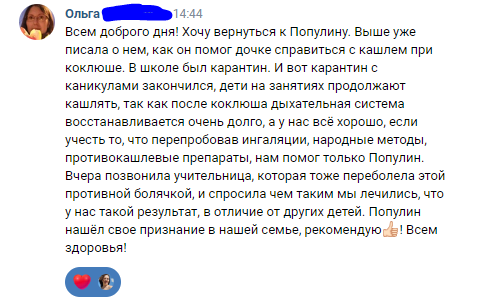 Ольга 14:44
Всем доброго дня! Хочу вернуться к Популину. Выше уже
писала о нем, как он помог дочке справиться с кашлем при
коклюше. В школе был карантин. И вот карантин с
каникулами закончился, дети на занятиях продолжают
кашлять, так как после коклюша дыхательная система
восстанавливается очень долго, а у нас всё хорошо, если
учесть то, что перепробовав ингаляции, народные методы,
противокашлевые препараты, нам помог только Популин.
Вчера позвонила учительница, которая тоже переболела этой
противной болячкой, и спросила чем таким мы лечились, что
у нас такой результат, в отличие от других детей. Популин
нашёл свое признание в нашей семье, рекомендую👍🏻! Всем
здоровья!